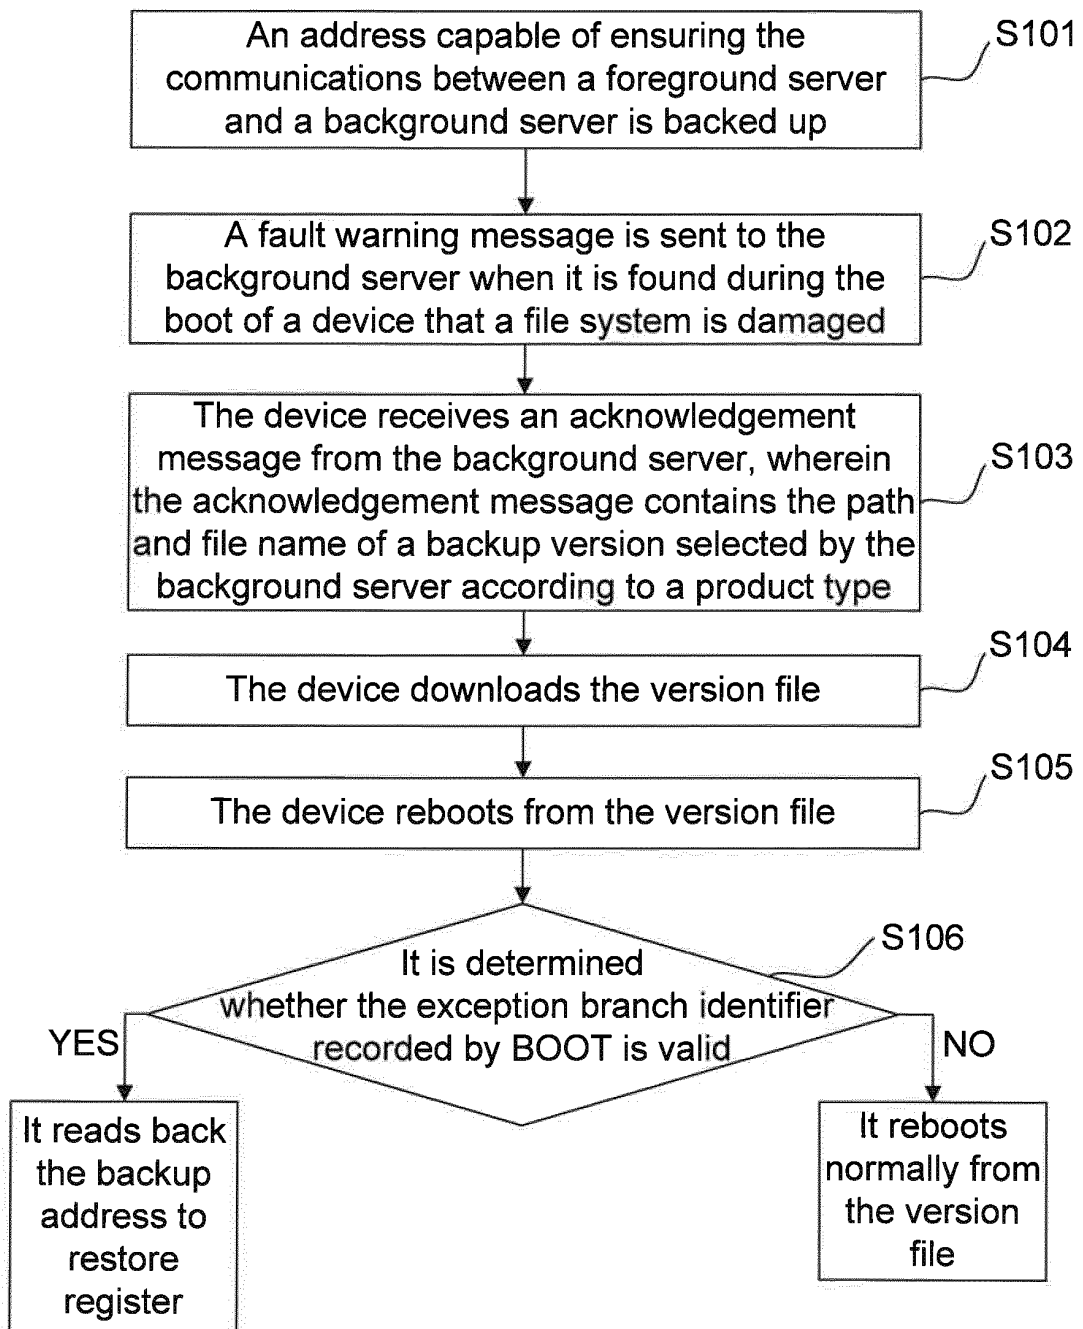 An address capable of ensuring the
communications between a foreground server
and a background server is backed up
S101
A fault warning message is sent to the
background server when it is found during the
boot of a device that a file system is damaged
S102
The device receives an acknowledgement
message from the background server, wherein
the acknowledgement message contains the path
and file name of a backup version selected by the
background server according to a product type
S103
The device downloads the version file
S104
The device reboots from the version file
S105
It is determined
whether the exception branch identifier
recorded by BOOT is valid
S106
YES
NO
It reads back
the backup
address to
restore
register
It reboots
normally from
the version
file